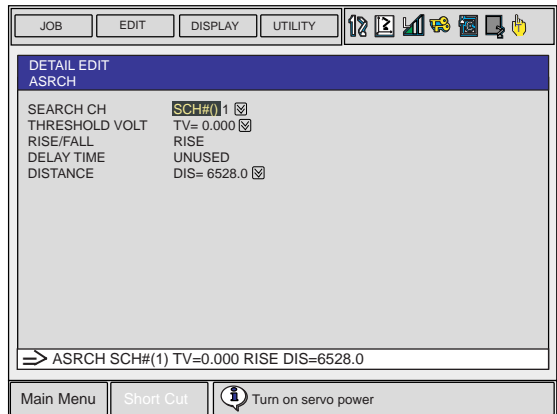 JOB EDIT DISPLAY UTILITY
DETAIL EDIT
ASRCH
SEARCH CH SCH#() 1
THRESHOLD VOLT TV= 0.000
RISE/FALL RISE
DELAY TIME UNUSED
DISTANCE DIS= 6528.0
=> ASRCH SCH#(1) TV=0.000 RISE DIS=6528.0
Main Menu Short Cut Turn on servo power